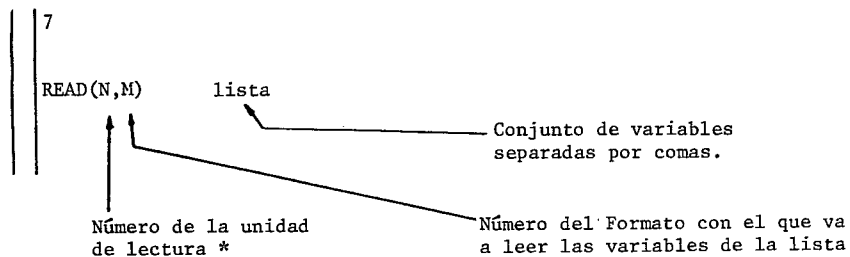 7
READ(N,M) lista
Conjunto de variables
separadas por comas.
Número de la unidad
de lectura *
Número del Formato con el que va
a leer las variables de la lista